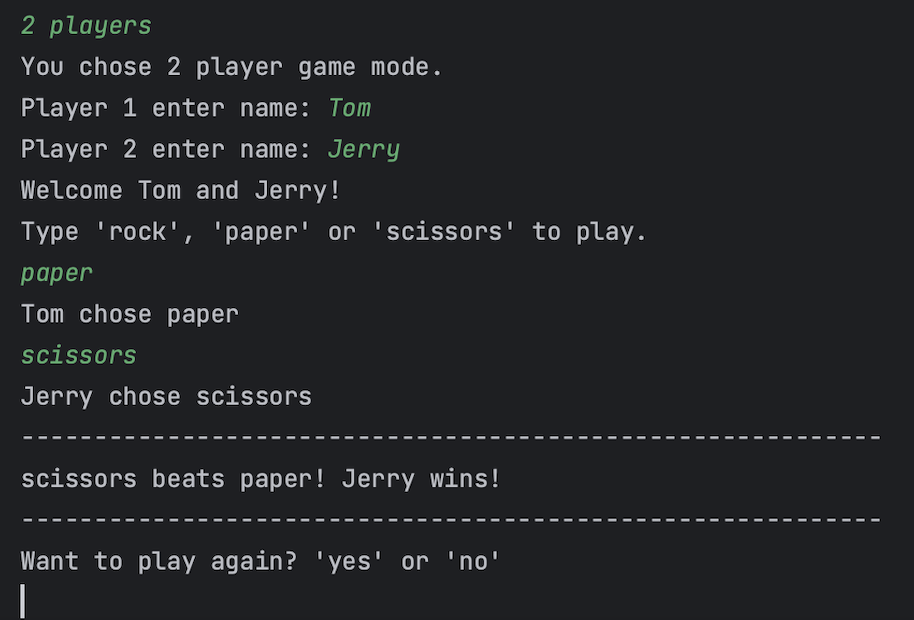 2 players
You chose 2 player game mode.
Player 1 enter name: Tom
Player 2 enter name: Jerry
Welcome Tom and Jerry!
Type 'rock', 'paper' or 'scissors' to play.
paper
Tom chose paper
scissors
Jerry chose scissors
-----------------------------------------------------------
scissors beats paper! Jerry wins!
-----------------------------------------------------------
Want to play again? 'yes' or 'no'